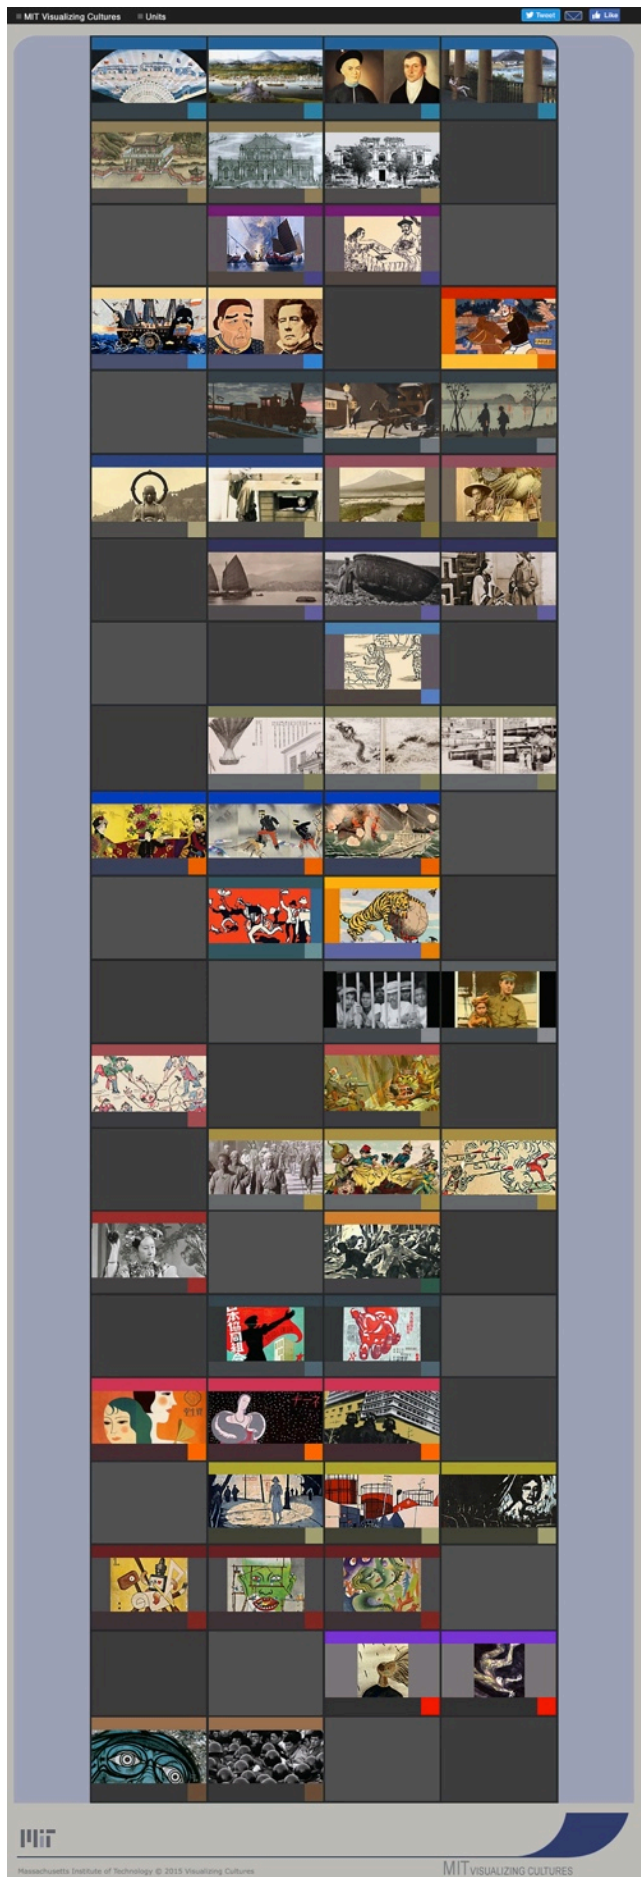 MIT Visualizing Cultures
Units
Tweet
Like
MIT
Massachusetts Institute of Technology © 2015 Visualizing Cultures
MIT VISUALIZING CULTURES